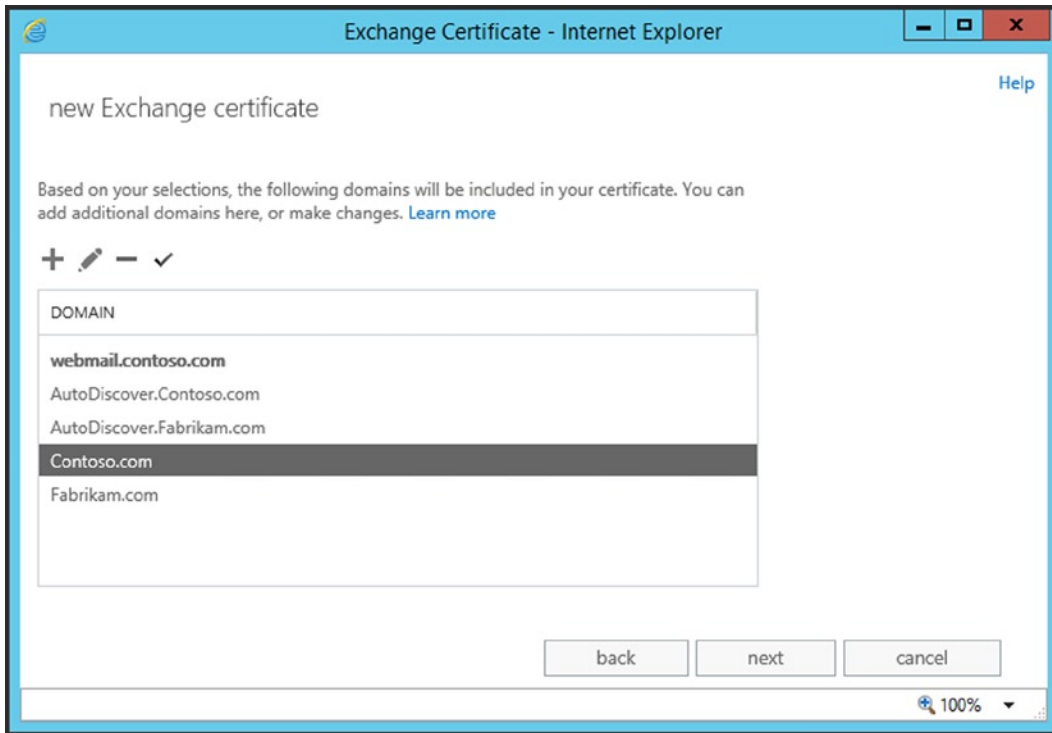 Exchange Certificate - Internet Explorer
Help
new Exchange certificate
Based on your selections, the following domains will be included in your certificate. You can
add additional domains here, or make changes. Learn more
DOMAIN
webmail.contoso.com
AutoDiscover.Contoso.com
AutoDiscover.Fabrikam.com
Contoso.com
Fabrikam.com
back next cancel
100%